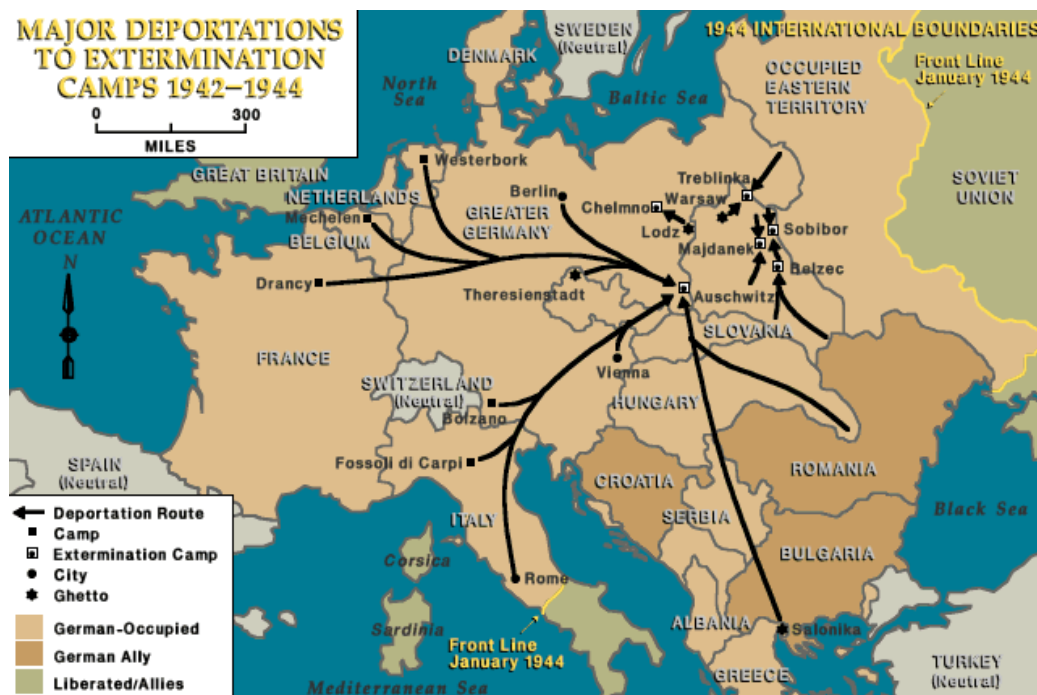 MAJOR DEPORTATIONS
TO EXTERMINATION
CAMPS 1942–1944
0 300
MILES
SWEDEN
(Neutral)
DENMARK
1944 INTERNATIONAL BOUNDARIES
Front Line
January 1944
OCCUPIED
EASTERN
TERRITORY
North
Sea
Baltic Sea
GREAT BRITAIN
Westerbork
NETHERLANDS
Berlin
Treblinka
Warsaw
Chelmno
SOVIET
UNION
ATLANTIC
OCEAN
N
Mechelen
BELGIUM
GREATER
GERMANY
Lodz
Sobibor
Majdanek
Belzec
Drancy
Theresienstadt
Auschwitz
SLOVAKIA
FRANCE
Vienna
SWITZERLAND
(Neutral)
HUNGARY
Bolzano
SPAIN
(Neutral)
Fossoli di Carpi
CROATIA
ROMANIA
Black Sea
ITALY
SERBIA
BULGARIA
Corsica
Rome
ALBANIA
Salonika
Sardinia
Front Line
January 1944
GREECE
TURKEY
(Neutral)
Mediterranean Sea
Deportation Route
Camp
Extermination Camp
City
Ghetto
German-Occupied
German Ally
Liberated/Allies